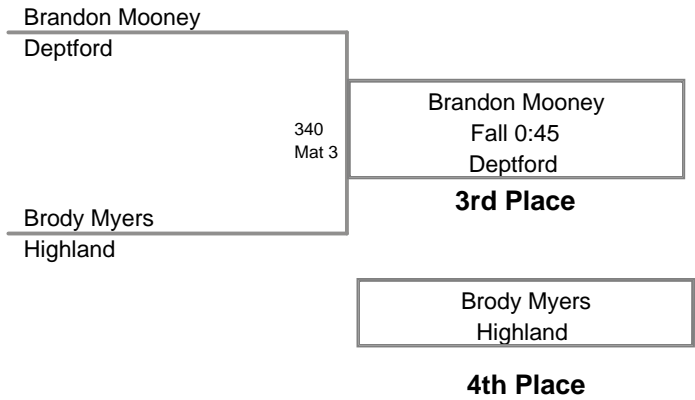 Brandon Mooney
Deptford
340
Mat 3
Brandon Mooney
Fall 0:45
Deptford
3rd Place
Brody Myers
Highland
Brody Myers
Highland
4th Place